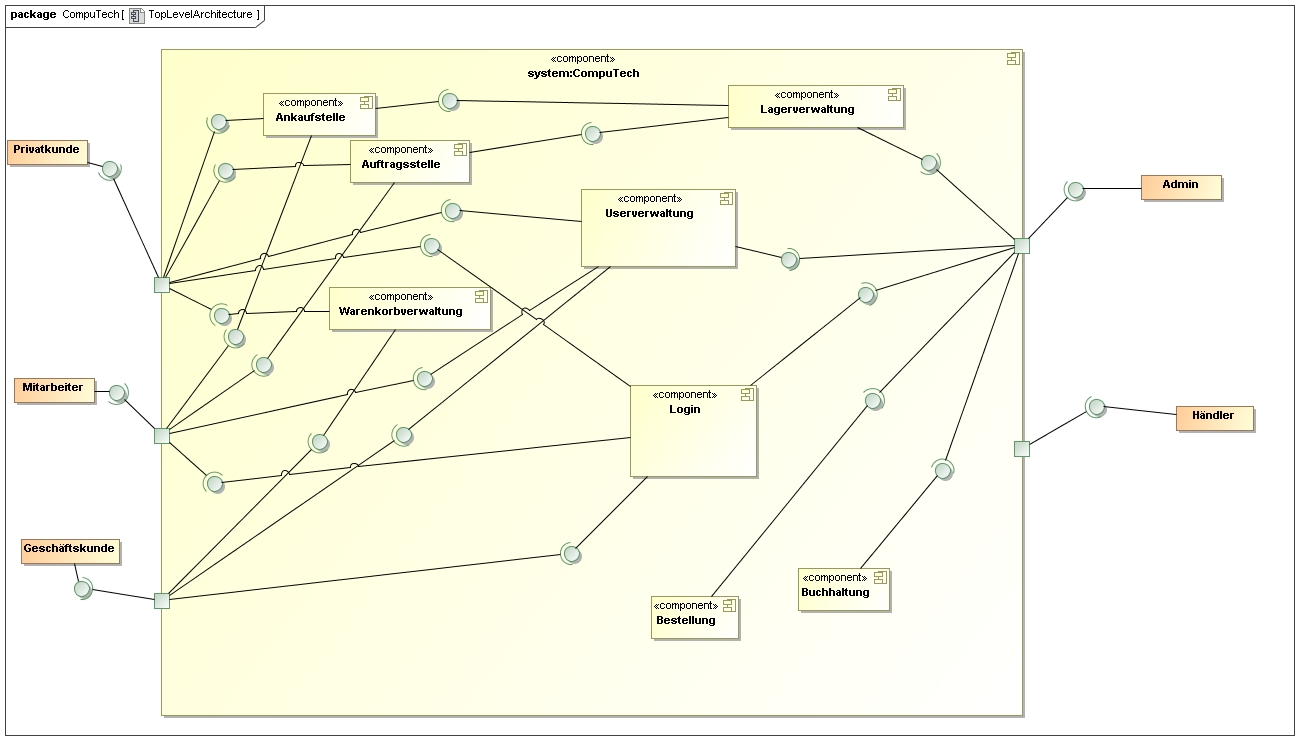 package CompuTech[ TopLevelArchitecture ]
«component»
system:CompuTech
«component»
Ankaufstelle
«component»
Lagerverwaltung
Privatkunde
«component»
Auftragsstelle
Admin
«component»
Userverwaltung
«component»
Warenkorbverwaltung
Mitarbeiter
«component»
Login
Händler
Geschäftskunde
«component»
Buchhaltung
«component»
Bestellung